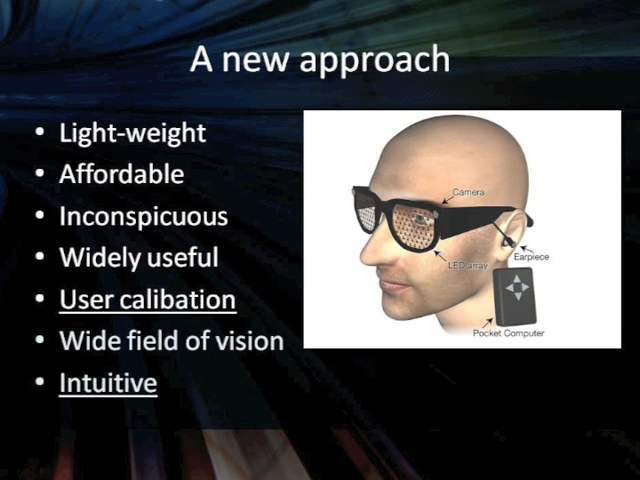 A new approach
• Light-weight
• Affordable
• Inconspicuous
• Widely useful
• User calibation
• Wide field of vision
• Intuitive
Camera
LED array
Earpiece
Pocket Computer